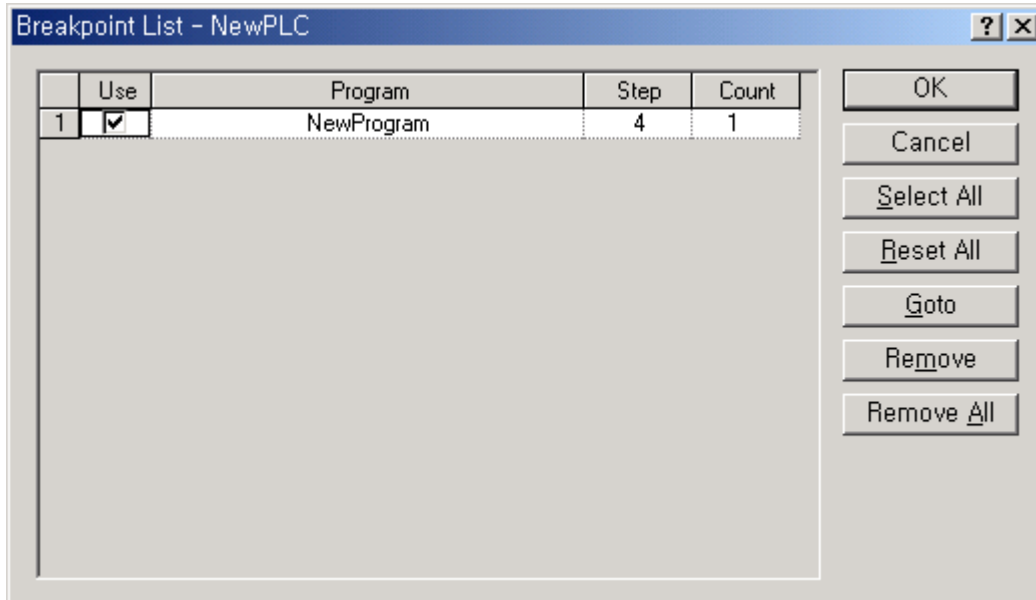 Breakpoint List - NewPLC
Use Program Step Count
1 NewProgram 4 1
OK
Cancel
Select All
Reset All
Goto
Remove
Remove All